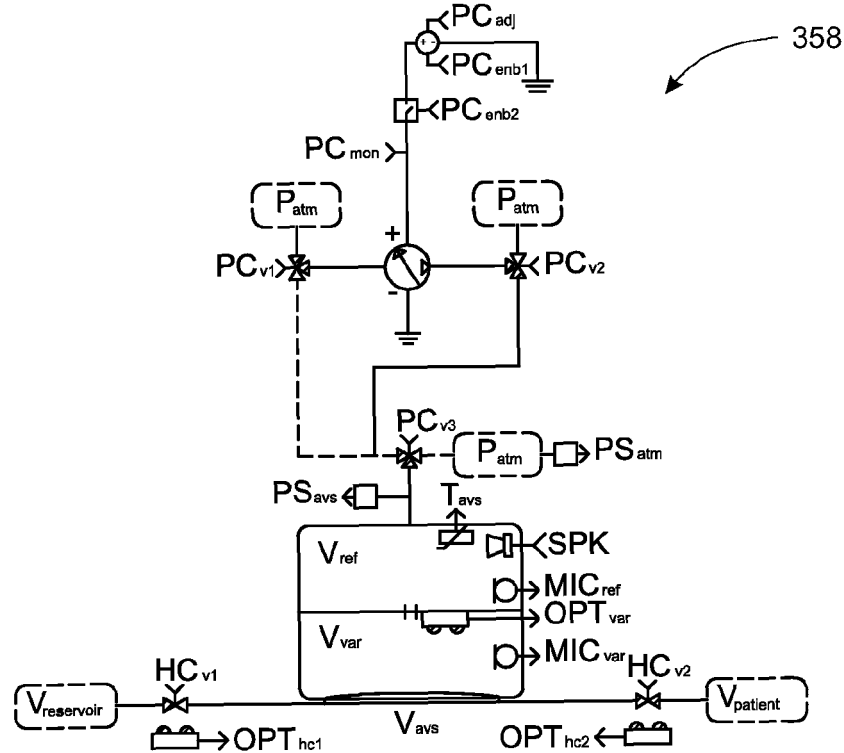 PCadj
358
PCenb1
+ -
PCenb2
PCmon
Patm
Patm
+
PCv1
PCv2
-
PCv3
Patm
PSatm
PSavs
Tavs
Vref
SPK
MICref
OPTvar
Vvar
MICvar
HCv1
HCv2
Vreservoir
Vpatient
Vavs
OPThc1
OPThc2